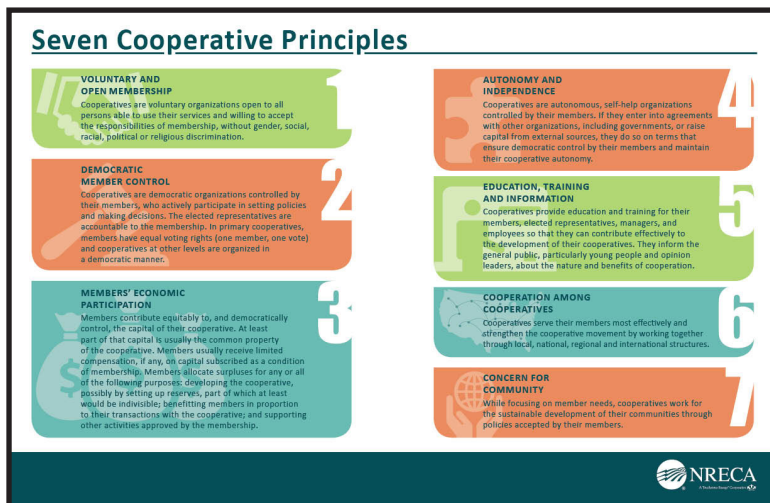 Seven Cooperative Principles
1
VOLUNTARY AND
OPEN MEMBERSHIP
Cooperatives are voluntary organizations open to all
persons able to use their services and willing to accept
the responsibilities of membership, without gender, social,
racial, political or religious discrimination.
2
DEMOCRATIC
MEMBER CONTROL
Cooperatives are democratic organizations controlled by
their members, who actively participate in setting policies
and making decisions. The elected representatives are
accountable to the membership. In primary cooperatives,
members have equal voting rights (one member, one vote)
and cooperatives at other levels are organized in
a democratic manner.
3
MEMBERS' ECONOMIC
PARTICIPATION
Members contribute equitably to, and democratically
control, the capital of their cooperative. At least
part of that capital is usually the common property
of the cooperative. Members usually receive limited
compensation, if any, on capital subscribed as a condition
of membership. Members allocate surpluses for any or all
of the following purposes: developing the cooperative,
possibly by setting up reserves, part of which at least
would be indivisible; benefitting members in proportion
to their transactions with the cooperative; and supporting
other activities approved by the membership.
4
AUTONOMY AND
INDEPENDENCE
Cooperatives are autonomous, self-help organizations
controlled by their members. If they enter into agreements
with other organizations, including governments, or raise
capital from external sources, they do so on terms that
ensure democratic control by their members and maintain
their cooperative autonomy.
5
EDUCATION, TRAINING
AND INFORMATION
Cooperatives provide education and training for their
members, elected representatives, managers, and
employees so that they can contribute effectively to
the development of their cooperatives. They inform the
general public, particularly young people and opinion
leaders, about the nature and benefits of cooperation.
6
COOPERATION AMONG
COOPERATIVES
Cooperatives serve their members most effectively and
strengthen the cooperative movement by working together
through local, national, regional and international structures.
7
CONCERN FOR
COMMUNITY
While focusing on member needs, cooperatives work for
the sustainable development of their communities through
policies accepted by their members.
NRECA